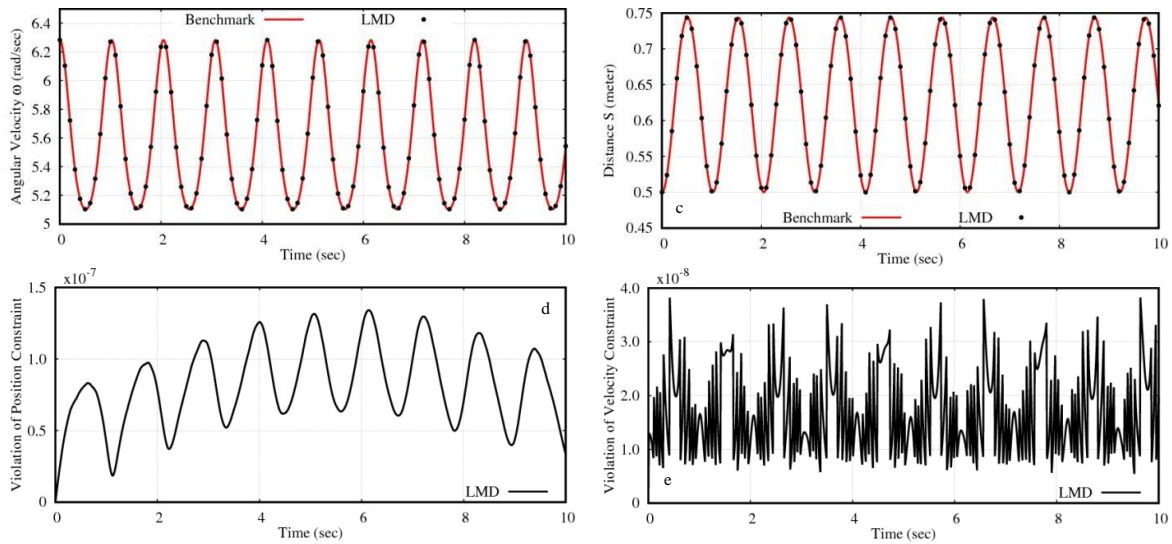 Benchmark LMD
Angular Velocity ω (rad/sec)
6.4
6.2
6
5.8
5.6
5.4
5.2
5
0 2 4 6 8 10
Time (sec)
Distance S (meter)
0.75
0.7
0.65
0.6
0.55
0.5
0.45
c
Benchmark LMD
0 2 4 6 8 10
Time (sec)
x10-7
Violation of Position Constraint
1.5
1.0
0.5
0
d
LMD
0 2 4 6 8 10
Time (sec)
x10-8
Violation of Velocity Constraint
4.0
3.0
2.0
1.0
0
e
LMD
0 2 4 6 8 10
Time (sec)